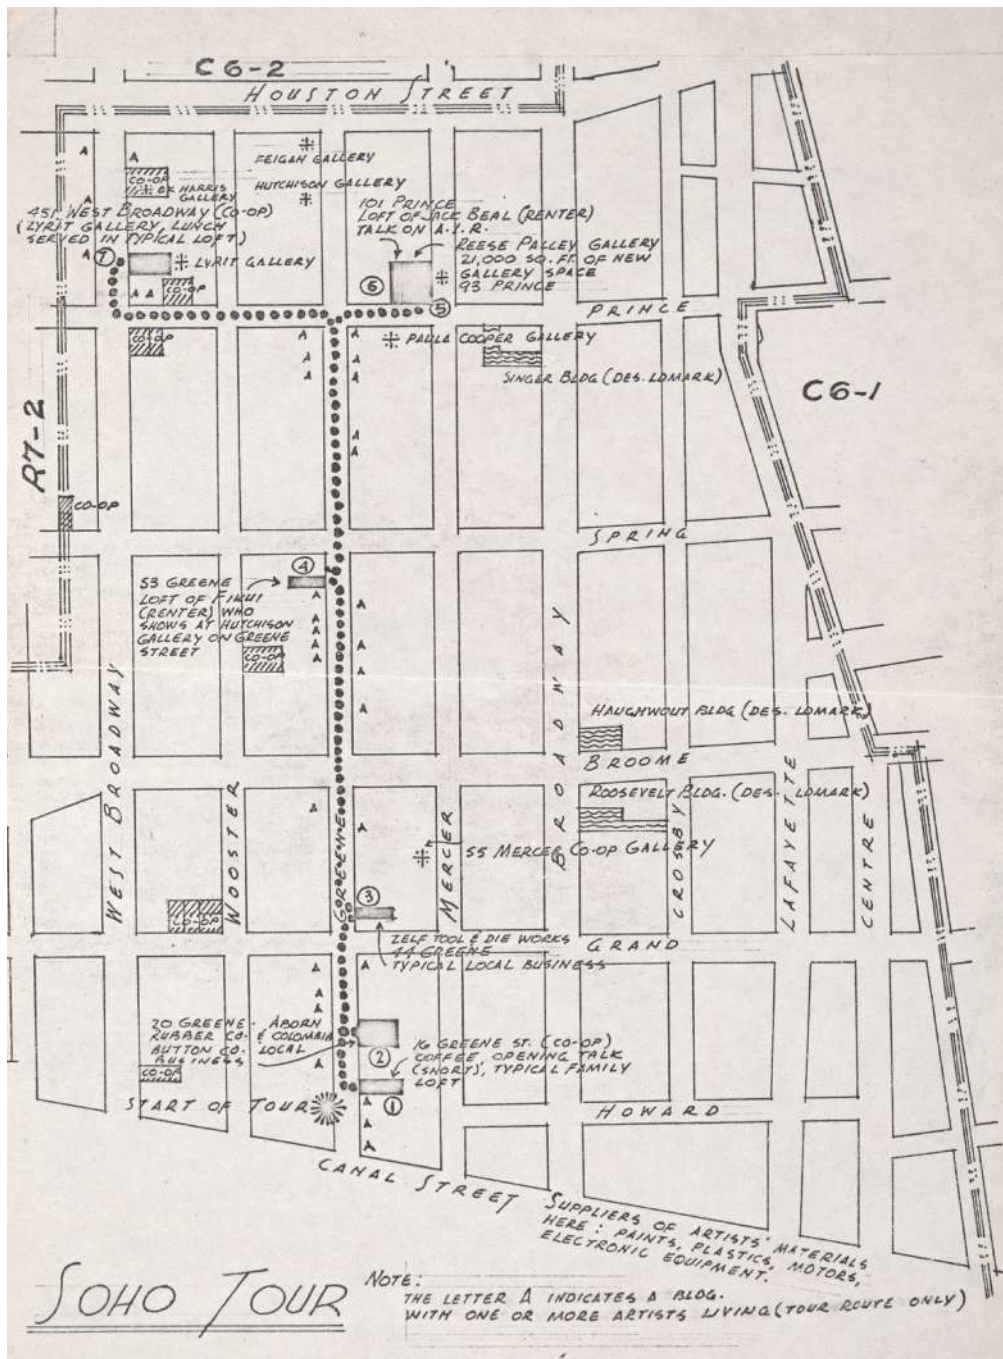 C6-2
HOUSTON STREET
A
A
CO-OP
OK HARRIS
GALLERY
FEIGAN GALLERY
HUTCHISON GALLERY
A
451 WEST BROADWAY (CO-OP)
(LYRIT GALLERY, LUNCH
SERVED IN TYPICAL LOFT)
101 PRINCE
LOFT OF JACK BEAL (RENTER)
TALK ON A.I.R.
REESE PALLEY GALLERY
21,000 SQ. FT. OF NEW
GALLERY SPACE
93 PRINCE
A
7
LYRIT GALLERY
A A
CO-OP
6
5
PRINCE
CO-OP
A
A
A
A
A
A
PAULA COOPER GALLERY
SINGER BLDG (DES. LDMARK)
C6-1
R7-2
A
A
CO-OP
SPRING
4
53 GREENE
LOFT OF FIKUI
(RENTER) WHO
SHOWS AT HUTCHISON
GALLERY ON GREENE
STREET
CO-OP
A
A
A
A
A
A
A
A
HAUGHWOUT BLDG (DES. LDMARK)
BROOME
ROOSEVELT BLDG. (DES. LDMARK)
WEST BROADWAY
WOOSTER
GREENE
MERCER
BROADWAY
CROSBY
LAFAYETTE
CENTRE
A
A
55 MERCER CO-OP GALLERY
3
CO-OP
ZELF TOOL & DIE WORKS
44 GREENE
TYPICAL LOCAL BUSINESS
GRAND
A
A
A
A
A
20 GREENE - ABORN
RUBBER CO. & COLOMBIA
BUTTON CO. LOCAL
BUSINESS
CO-OP
2
16 GREENE ST. (CO-OP)
COFFEE, OPENING TALK
(SHORT), TYPICAL FAMILY
LOFT
1
START OF TOUR
HOWARD
A
A
A
CANAL STREET
SUPPLIERS OF ARTISTS' MATERIALS
HERE: PAINTS, PLASTICS, MOTORS,
ELECTRONIC EQUIPMENT.
SOHO TOUR
NOTE:
THE LETTER A INDICATES A BLDG.
WITH ONE OR MORE ARTISTS LIVING (TOUR ROUTE ONLY)